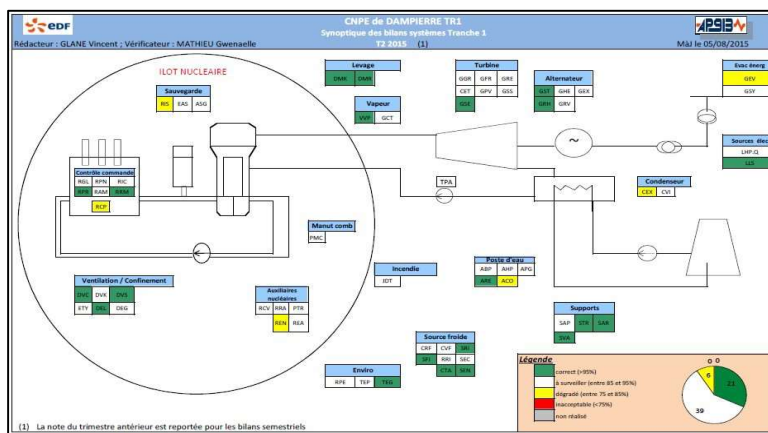 edf
CNPE de DAMPIERRE TR1
Synoptique des bilans systèmes Tranche 1
Rédacteur : GLANE Vincent ; Vérificateur : MATHIEU Gwenaelle
T2 2015 (1)
MàJ le 05/08/2015
ILOT NUCLEAIRE
Sauvegarde
RIS EAS ASG
Levage
DMK DMR
Vapeur
VVP GCT
Turbine
GGR GFR GRE
CET GPV GSS
GSE
Alternateur
GST GHE GEX
GRH GRV
Evac énerg
GEV
GSY
Sources élec
LHP.Q
LLS
Contrôle commande
RGL RPN RIC
RPR RAM RRM
RCP
TPA
~
Condenseur
CEX CVI
Manut comb
PMC
Incendie
JDT
Poste d'eau
ABP AHP APG
ARE ACO
Ventilation / Confinement
DVC DVK DVS
ETY DEL DEG
Auxiliaires
nucléaires
RCV RRA PTR
REN REA
Supports
SAP STR SAR
SVA
Source froide
CRF CVF SRI
SFI RRI SEC
CTA SEN
Enviro
RPE TEP TEG
Légende
correct (>95%)
à surveiller (entre 85 et 95%)
dégradé (entre 75 et 85%)
inacceptable (<75%)
non réalisé
0 0
6
21
39
(1) La note du trimestre antérieur est reportée pour les bilans semestriels